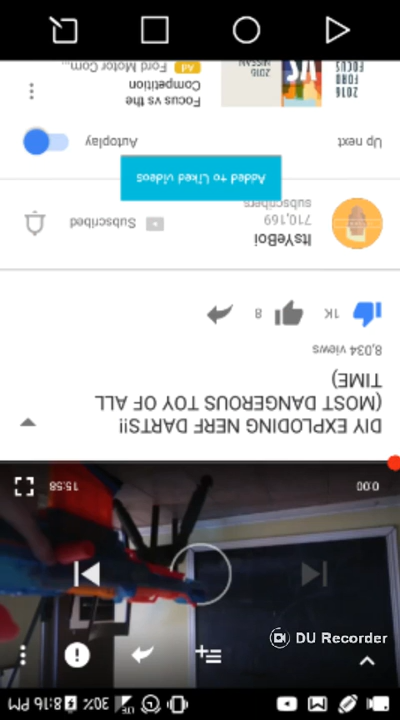 30% 8:16 PM
DU Recorder
0:00 15:58
DIY EXPLODING NERF DARTS!!
(MOST DANGEROUS TOY OF ALL
TIME)
8,034 views
1K 8
ItsYeBoi
710,169
subscribers
Subscribed
Added to Liked videos
Up next Autoplay
2016
FORD
FOCUS
VS
2016
NISSAN
Focus vs the
Competition
Ad Ford Motor Com...